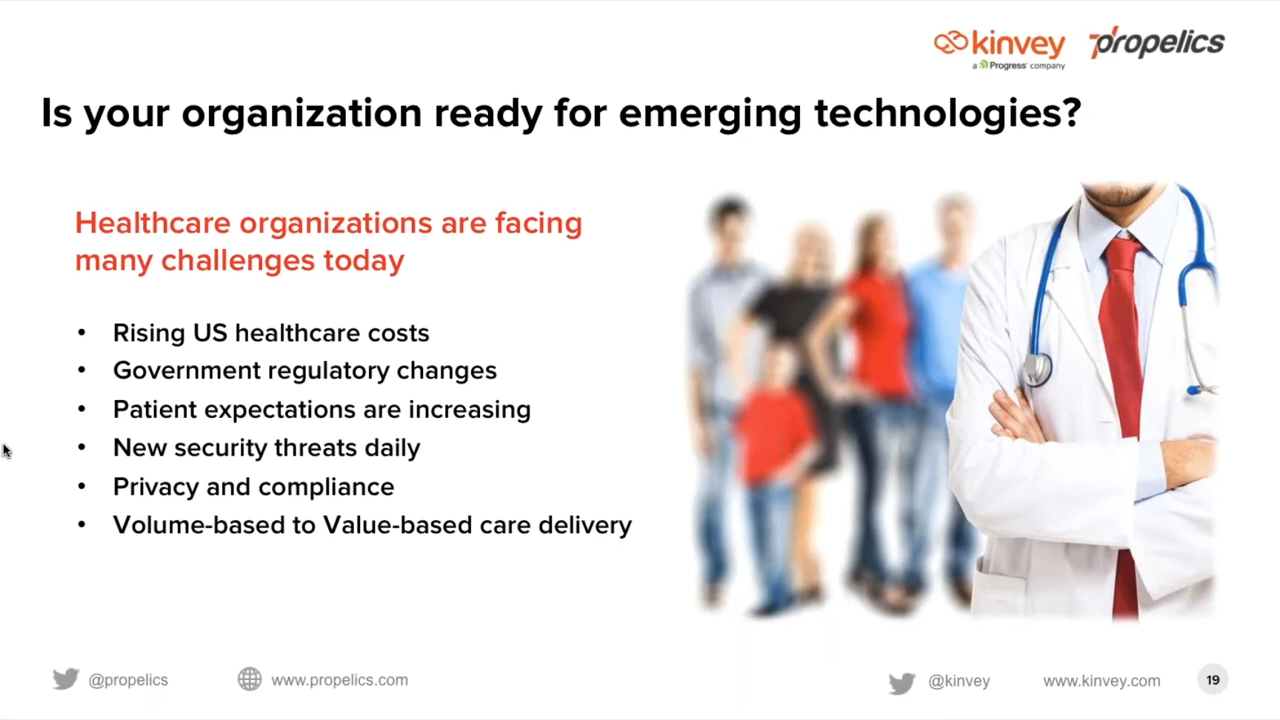 kinvey
a Progress company
propelics
Is your organization ready for emerging technologies?
Healthcare organizations are facing
many challenges today
• Rising US healthcare costs
• Government regulatory changes
• Patient expectations are increasing
• New security threats daily
• Privacy and compliance
• Volume-based to Value-based care delivery
@propelics
www.propelics.com
@kinvey
www.kinvey.com
19